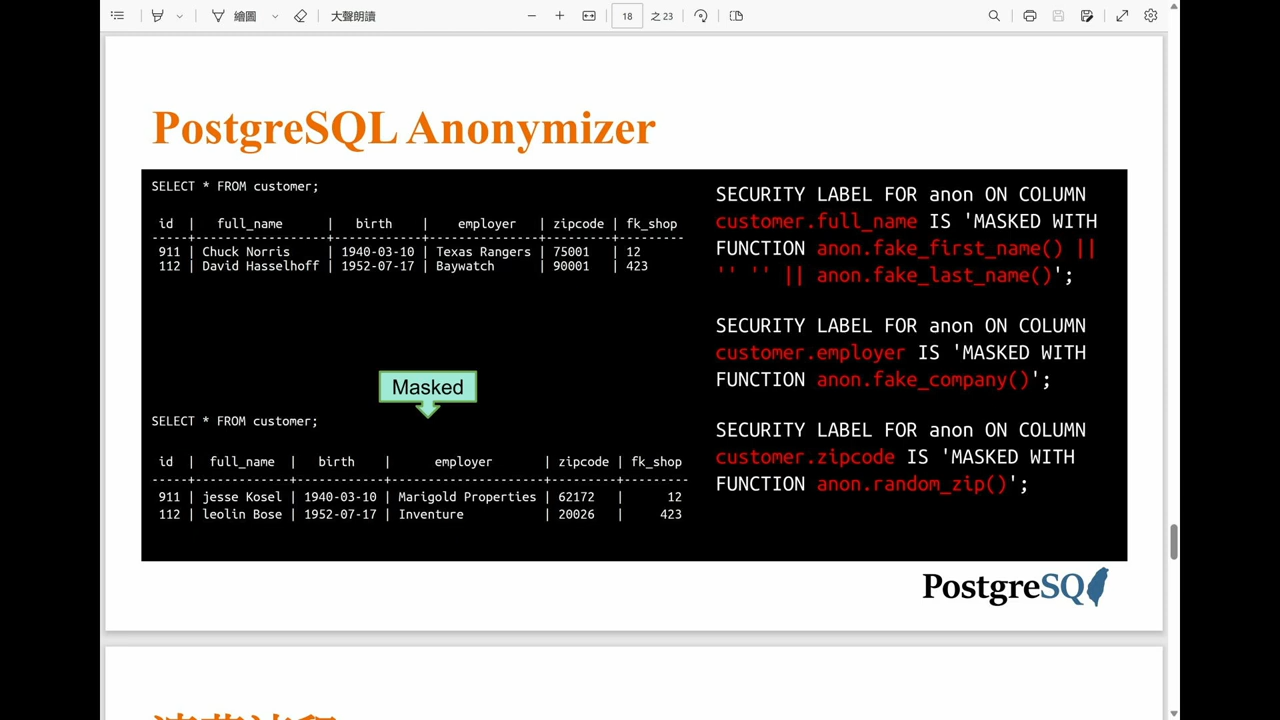 繪圖
大聲朗讀
18
之 23
PostgreSQL Anonymizer
SELECT * FROM customer;
id | full_name | birth | employer | zipcode | fk_shop
-----+------------------+------------+---------------+---------+---------
911 | Chuck Norris | 1940-03-10 | Texas Rangers | 75001 | 12
112 | David Hasselhoff | 1952-07-17 | Baywatch | 90001 | 423
Masked
SELECT * FROM customer;
id | full_name | birth | employer | zipcode | fk_shop
-----+-------------+------------+---------------------+---------+---------
911 | jesse Kosel | 1940-03-10 | Marigold Properties | 62172 | 12
112 | leolin Bose | 1952-07-17 | Inventure | 20026 | 423
SECURITY LABEL FOR anon ON COLUMN
customer.full_name IS 'MASKED WITH
FUNCTION anon.fake_first_name() ||
'' '' || anon.fake_last_name()';
SECURITY LABEL FOR anon ON COLUMN
customer.employer IS 'MASKED WITH
FUNCTION anon.fake_company()';
SECURITY LABEL FOR anon ON COLUMN
customer.zipcode IS 'MASKED WITH
FUNCTION anon.random_zip()';
PostgreSQ